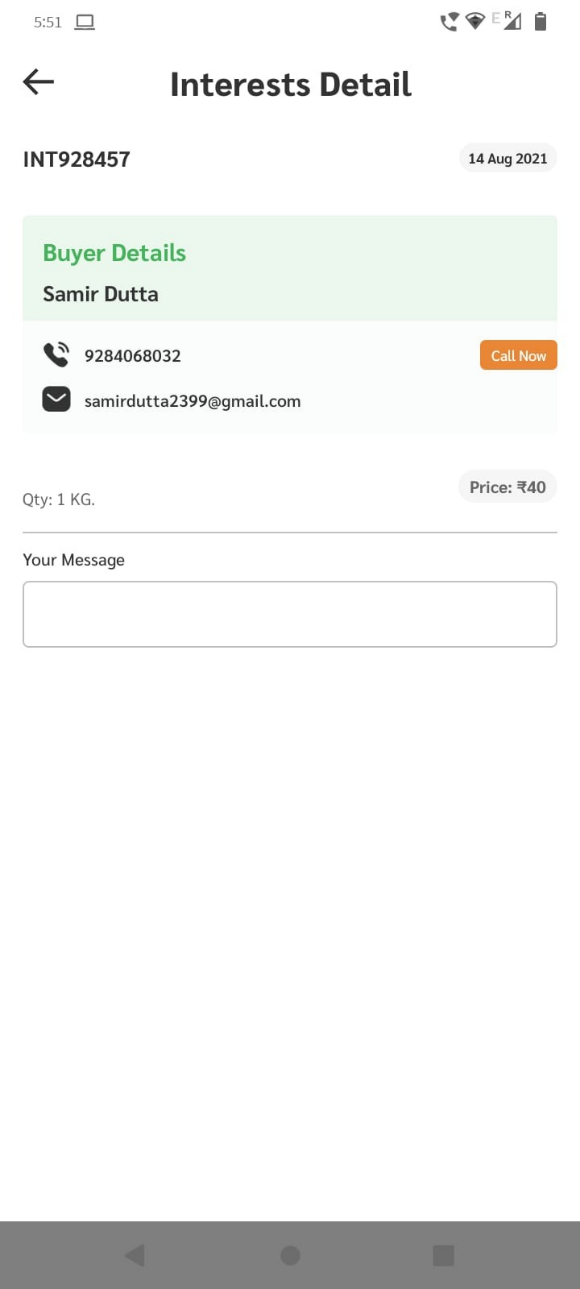 5:51
E R
Interests Detail
INT928457
14 Aug 2021
Buyer Details
Samir Dutta
9284068032
Call Now
samirdutta2399@gmail.com
Price: ₹40
Qty: 1 KG.
Your Message